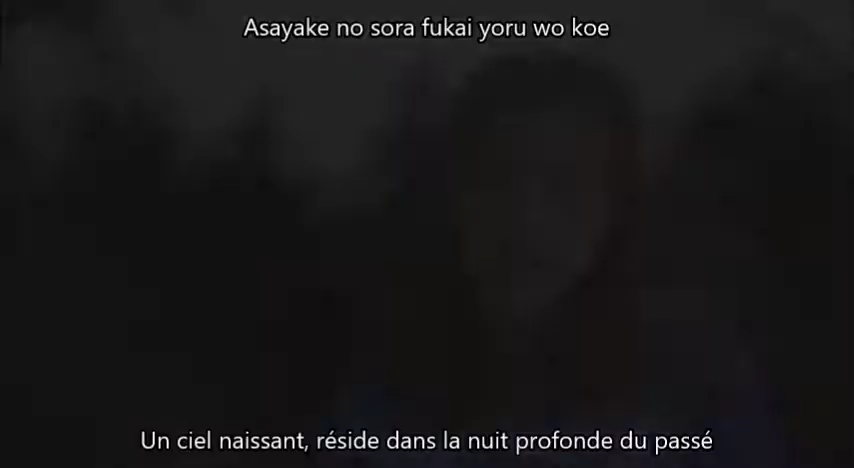 Asayake no sora fukai yoru wo koe
Un ciel naissant, réside dans la nuit profonde du passé